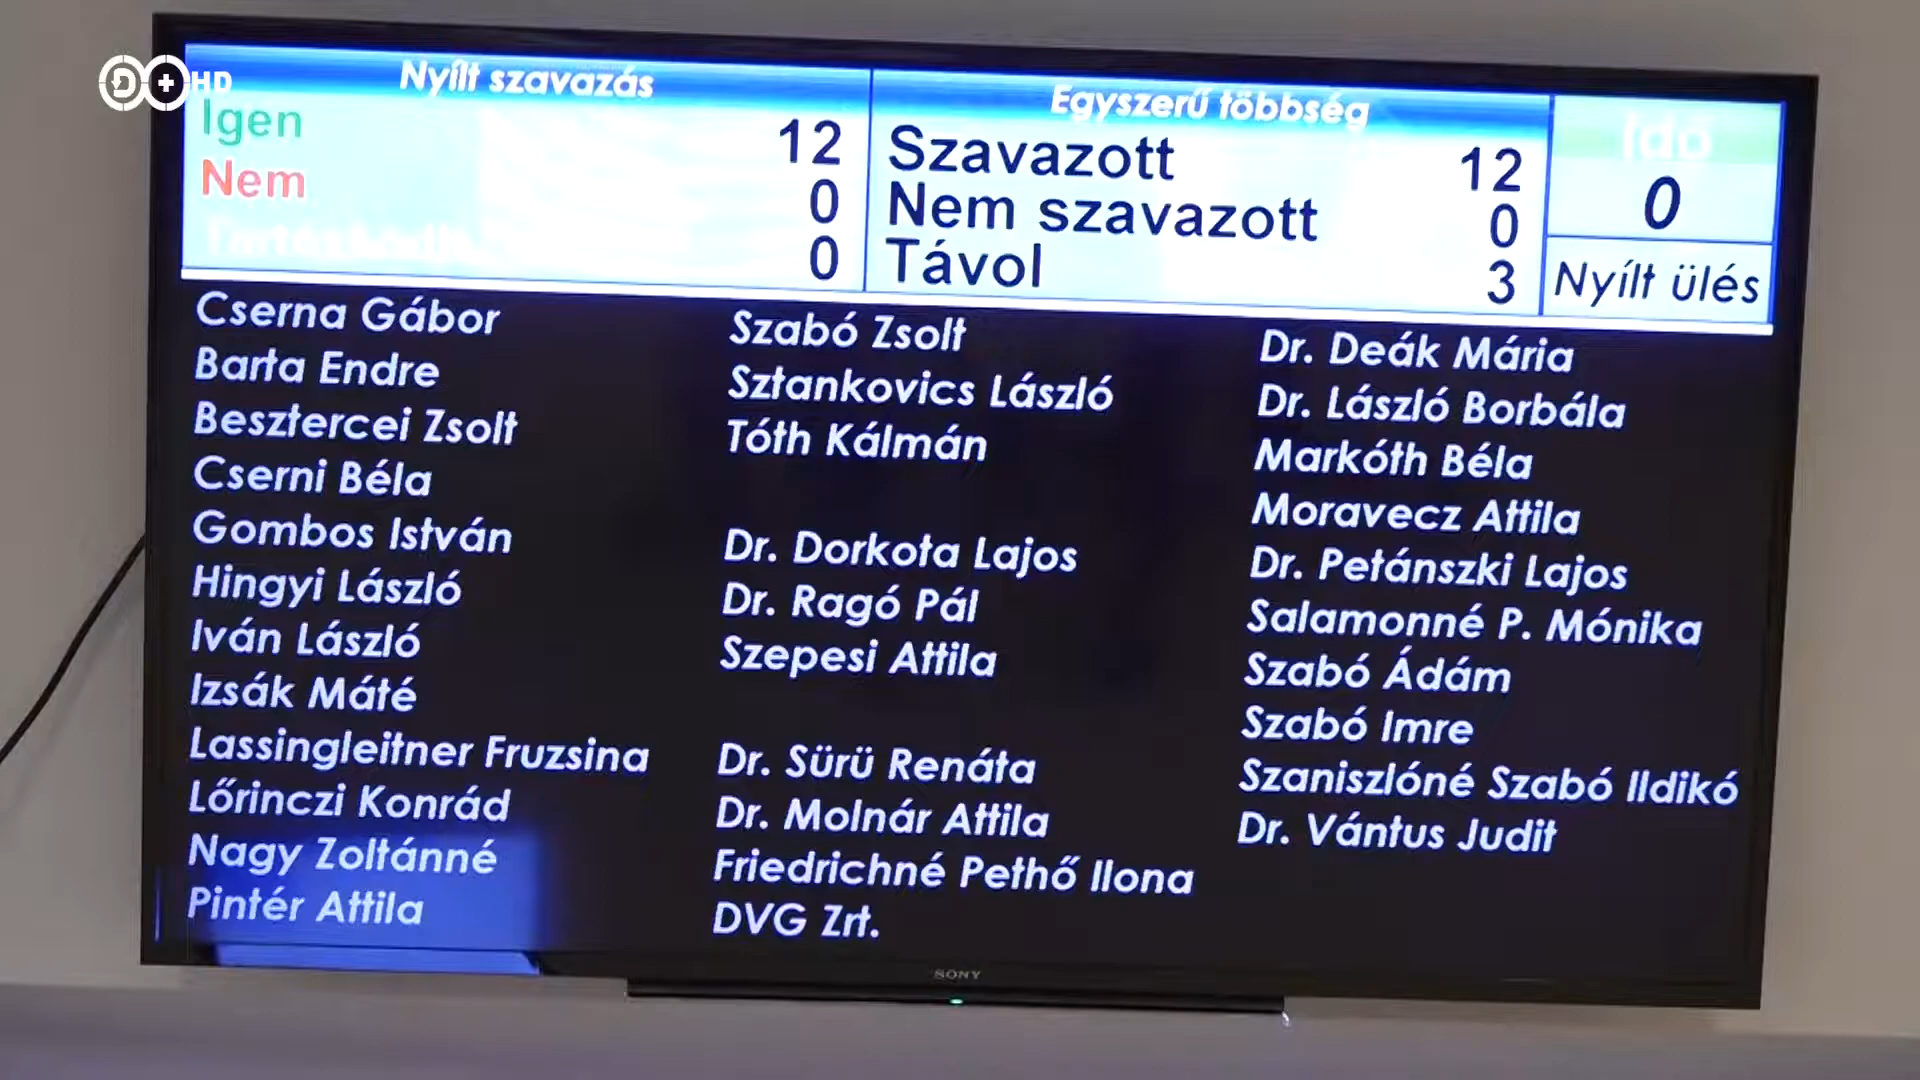 D+HD
Nyílt szavazás
Igen 12
Nem 0
Tartózkodik 0
Egyszerű többség
Szavazott 12
Nem szavazott 0
Távol 3
Idő
0
Nyílt ülés
Cserna Gábor
Barta Endre
Besztercei Zsolt
Cserni Béla
Gombos István
Hingyi László
Iván László
Izsák Máté
Lassingleitner Fruzsina
Lőrinczi Konrád
Nagy Zoltánné
Pintér Attila
Szabó Zsolt
Sztankovics László
Tóth Kálmán
Dr. Dorkota Lajos
Dr. Ragó Pál
Szepesi Attila
Dr. Sürü Renáta
Dr. Molnár Attila
Friedrichné Pethő Ilona
DVG Zrt.
Dr. Deák Mária
Dr. László Borbála
Markóth Béla
Moravecz Attila
Dr. Petánszki Lajos
Salamonné P. Mónika
Szabó Ádám
Szabó Imre
Szaniszlóné Szabó Ildikó
Dr. Vántus Judit
SONY